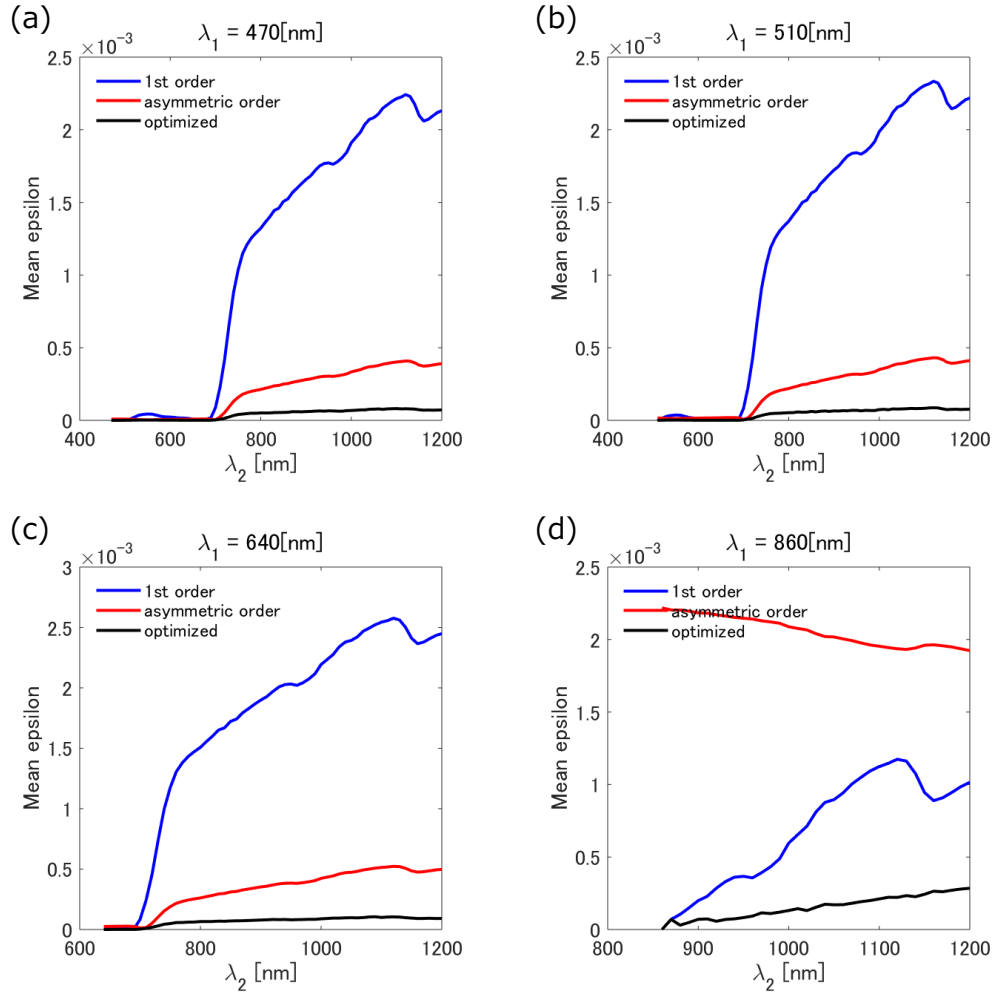 (a)
λ1 = 470[nm]
×10-3
2.5
2
1.5
1
0.5
0
Mean epsilon
1st order
asymmetric order
optimized
400 600 800 1000 1200
λ2 [nm]
(b)
λ1 = 510[nm]
×10-3
2.5
2
1.5
1
0.5
0
Mean epsilon
1st order
asymmetric order
optimized
400 600 800 1000 1200
λ2 [nm]
(c)
λ1 = 640[nm]
×10-3
3
2.5
2
1.5
1
0.5
0
Mean epsilon
1st order
asymmetric order
optimized
600 800 1000 1200
λ2 [nm]
(d)
λ1 = 860[nm]
×10-3
2.5
2
1.5
1
0.5
0
Mean epsilon
1st order
asymmetric order
optimized
800 900 1000 1100 1200
λ2 [nm]